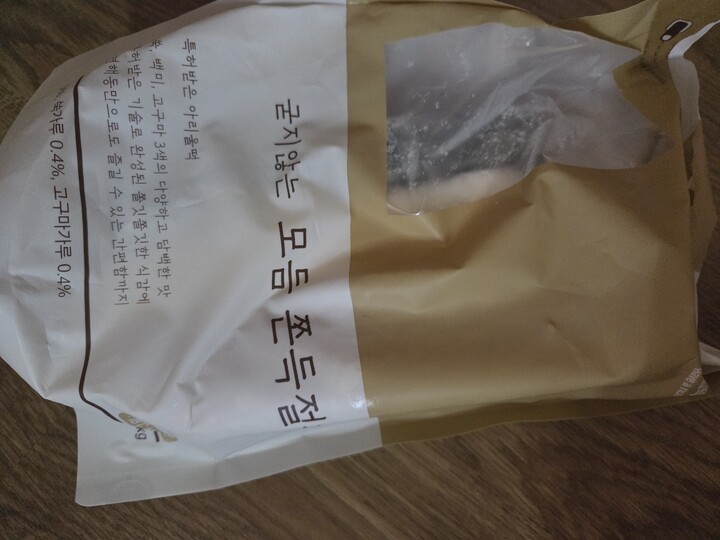 굳지않는 모듬 쫀득절
특허받은 아리울떡
쑥, 백미, 고구마 3색의 다양하고 담백한 맛
특허받은 기술로 완성된 쫄깃쫄깃한 식감에
해동만으로도 즐길 수 있는 간편함까지
쑥가루 0.4%, 고구마가루 0.4%
kg